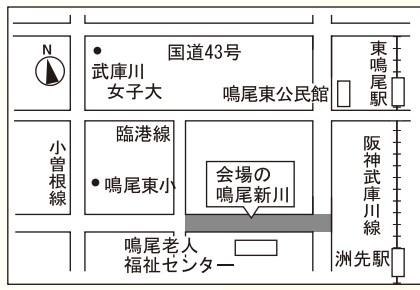 N
国道43号
武庫川
女子大
鳴尾東公民館
東鳴尾駅
臨港線
小曽根線
鳴尾東小
会場の
鳴尾新川
阪神武庫川線
鳴尾老人
福祉センター
洲先駅